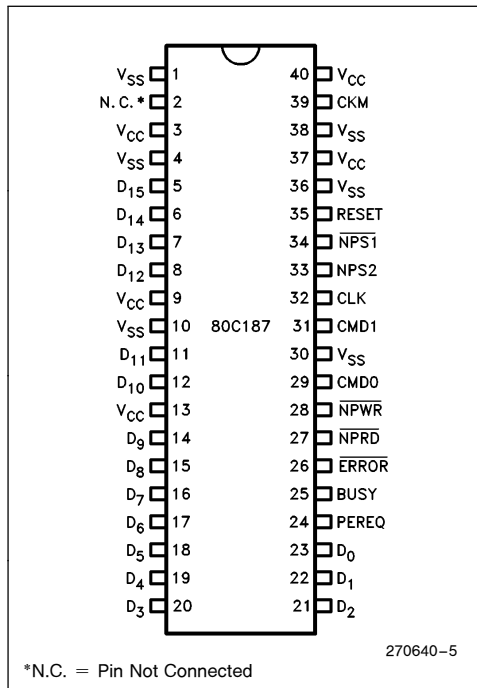 VSS 1 40 VCC
N.C.* 2 39 CKM
VCC 3 38 VSS
VSS 4 37 VCC
D15 5 36 VSS
D14 6 35 RESET
D13 7 34 NPS1
D12 8 33 NPS2
VCC 9 32 CLK
VSS 10 80C187 31 CMD1
D11 11 30 VSS
D10 12 29 CMD0
VCC 13 28 NPWR
D9 14 27 NPRD
D8 15 26 ERROR
D7 16 25 BUSY
D6 17 24 PEREQ
D5 18 23 D0
D4 19 22 D1
D3 20 21 D2
270640-5
*N.C. = Pin Not Connected